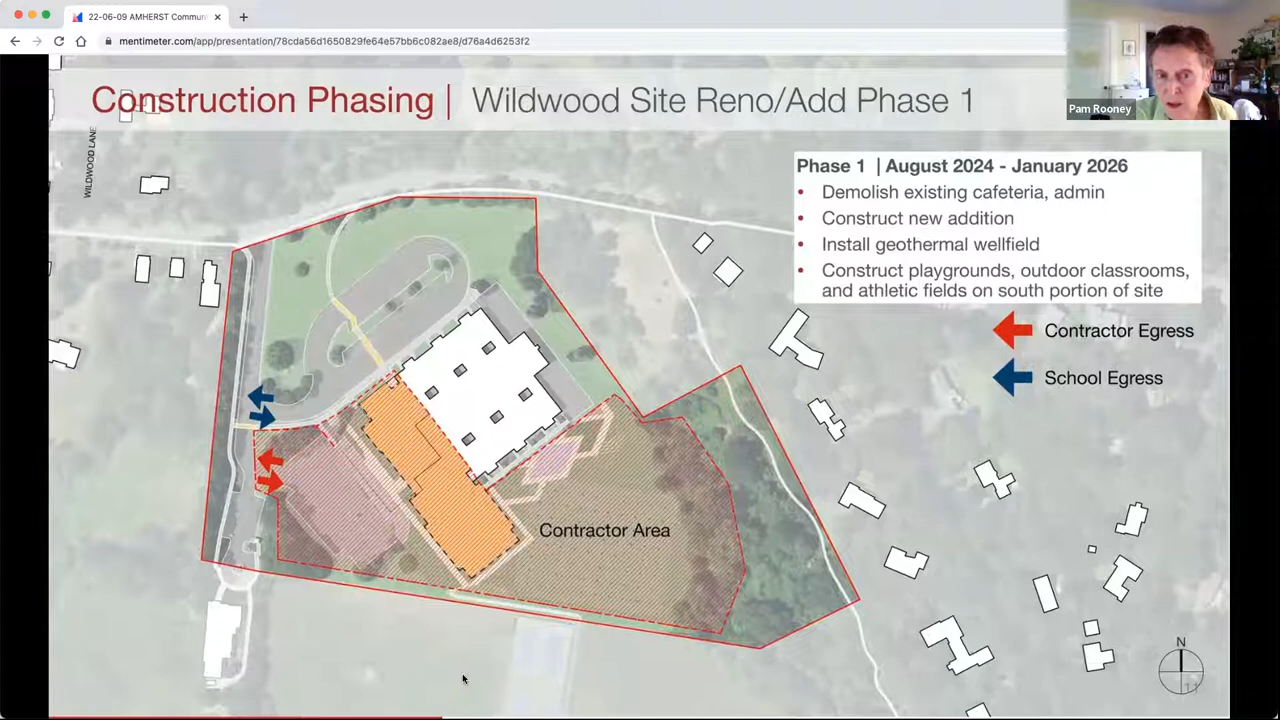 22-06-09 AMHERST Commun
mentimeter.com/app/presentation/78cda56d1650829fe64e57bb6c082ae8/d76a4d6253f2
Construction Phasing | Wildwood Site Reno/Add Phase 1
Pam Rooney
WILDWOOD LANE
Phase 1 | August 2024 - January 2026
• Demolish existing cafeteria, admin
• Construct new addition
• Install geothermal wellfield
• Construct playgrounds, outdoor classrooms,
and athletic fields on south portion of site
Contractor Egress
School Egress
Contractor Area
N
11